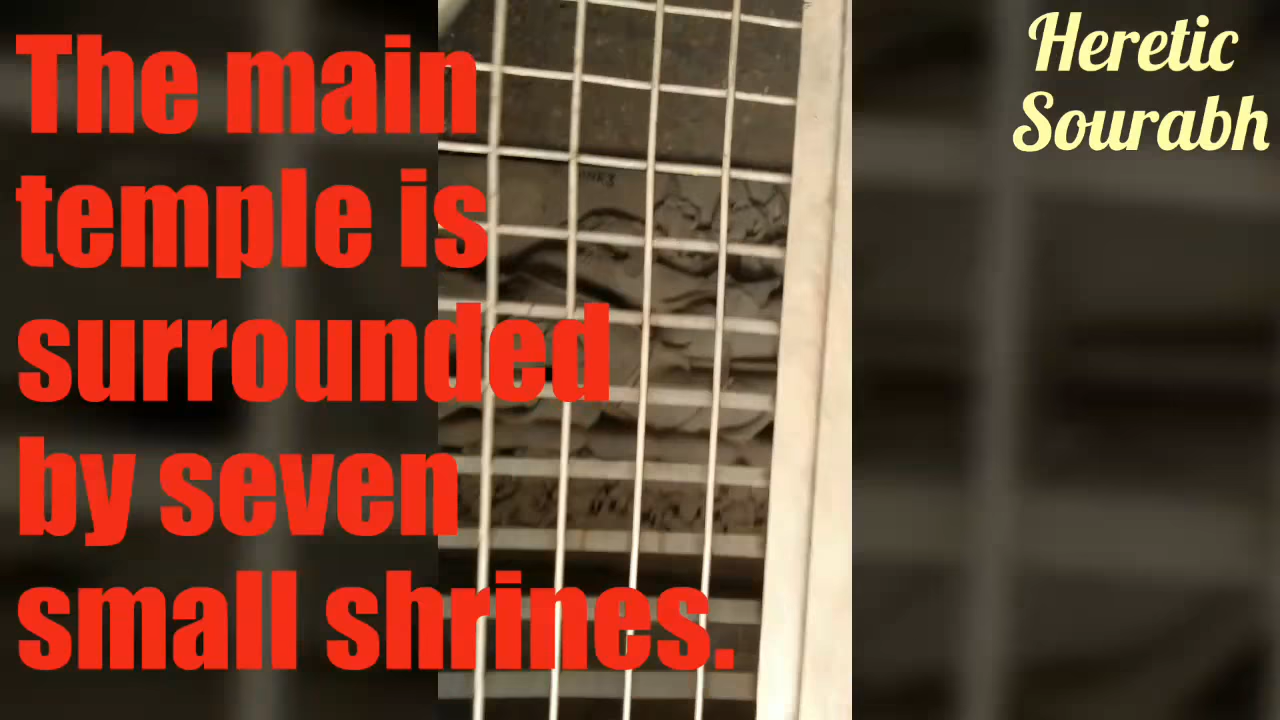 The main
temple is
surrounded
by seven
small shrines.
Heretic
Sourabh